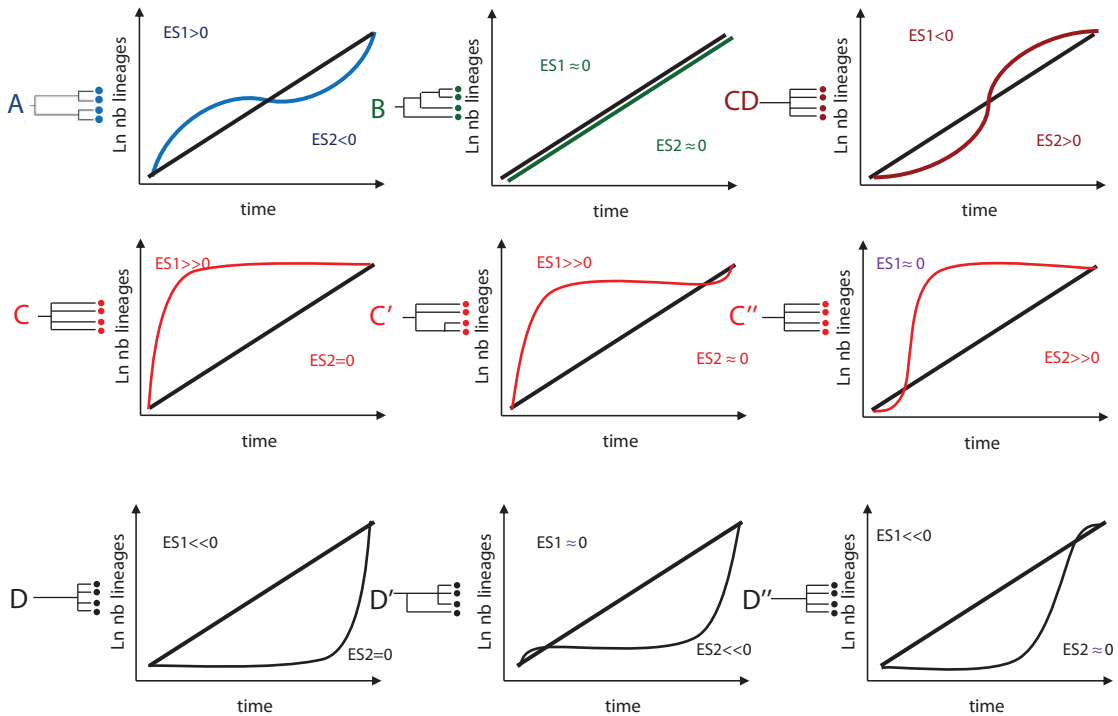 A
Ln nb lineages
ES1>0
ES2<0
time
B
Ln nb lineages
ES1 ≈ 0
ES2 ≈ 0
time
CD
Ln nb lineages
ES1<0
ES2>0
time
C
Ln nb lineages
ES1>>0
ES2=0
time
C′
Ln nb lineages
ES1>>0
ES2 ≈ 0
time
C″
Ln nb lineages
ES1≈ 0
ES2>>0
time
D
Ln nb lineages
ES1<<0
ES2=0
time
D′
Ln nb lineages
ES1 ≈ 0
ES2<<0
time
D″
Ln nb lineages
ES1<<0
ES2 ≈ 0
time